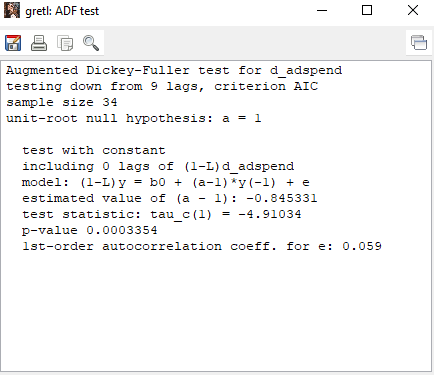 gretl: ADF test
Augmented Dickey-Fuller test for d_adspend
testing down from 9 lags, criterion AIC
sample size 34
unit-root null hypothesis: a = 1
test with constant
including 0 lags of (1-L)d_adspend
model: (1-L)y = b0 + (a-1)*y(-1) + e
estimated value of (a - 1): -0.845331
test statistic: tau_c(1) = -4.91034
p-value 0.0003354
1st-order autocorrelation coeff. for e: 0.059